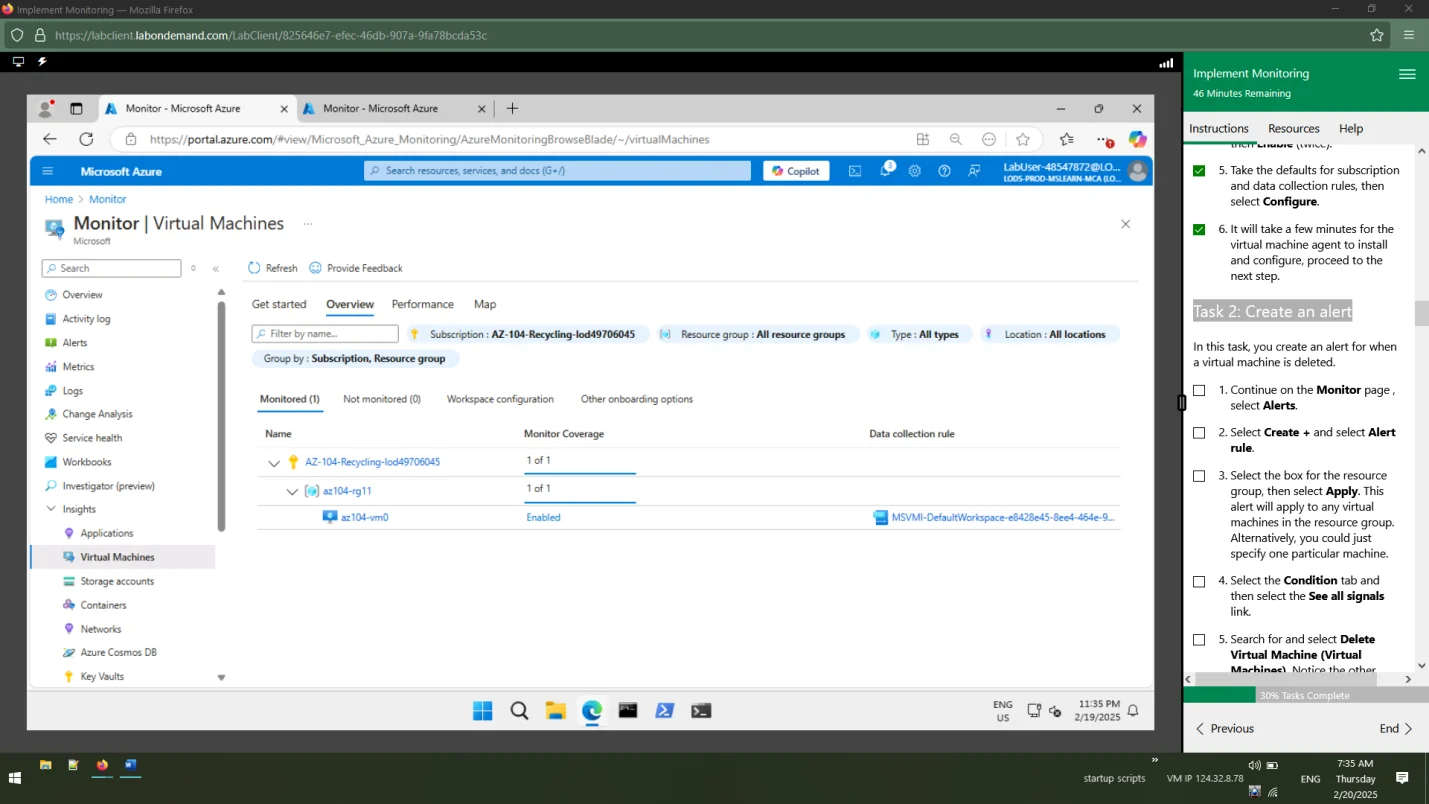 Implement Monitoring — Mozilla Firefox
https://labclient.labondemand.com/LabClient/825646e7-efec-46db-907a-9fa78bcda53c
Monitor - Microsoft Azure
Monitor - Microsoft Azure
https://portal.azure.com/#view/Microsoft_Azure_Monitoring/AzureMonitoringBrowseBlade/~/virtualMachines
Microsoft Azure
Search resources, services, and docs (G+/)
Copilot
3
LabUser-48547872@LO...
LODS-PROD-MSLEARN-MCA (LO...
Home > Monitor
Monitor | Virtual Machines ...
Microsoft
Search
Refresh
Provide Feedback
Overview
Activity log
Alerts
Metrics
Logs
Change Analysis
Service health
Workbooks
Investigator (preview)
Insights
Applications
Virtual Machines
Storage accounts
Containers
Networks
Azure Cosmos DB
Key Vaults
Get started Overview Performance Map
Filter by name...
Subscription : AZ-104-Recycling-lod49706045
Resource group : All resource groups
Type : All types
Location : All locations
Group by : Subscription, Resource group
Monitored (1) Not monitored (0) Workspace configuration Other onboarding options
Name Monitor Coverage Data collection rule
AZ-104-Recycling-lod49706045 1 of 1
az104-rg11 1 of 1
az104-vm0 Enabled MSVMI-DefaultWorkspace-e8428e45-8ee4-464e-9...
ENG
US
11:35 PM
2/19/2025
Implement Monitoring
46 Minutes Remaining
Instructions Resources Help
then Enable (twice).
5. Take the defaults for subscription
and data collection rules, then
select Configure.
6. It will take a few minutes for the
virtual machine agent to install
and configure, proceed to the
next step.
Task 2: Create an alert
In this task, you create an alert for when
a virtual machine is deleted.
1. Continue on the Monitor page ,
select Alerts.
2. Select Create + and select Alert
rule.
3. Select the box for the resource
group, then select Apply. This
alert will apply to any virtual
machines in the resource group.
Alternatively, you could just
specify one particular machine.
4. Select the Condition tab and
then select the See all signals
link.
5. Search for and select Delete
Virtual Machine (Virtual
Machines). Notice the other
30% Tasks Complete
Previous
End
startup scripts
VM IP 124.32.8.78
ENG
7:35 AM
Thursday
2/20/2025